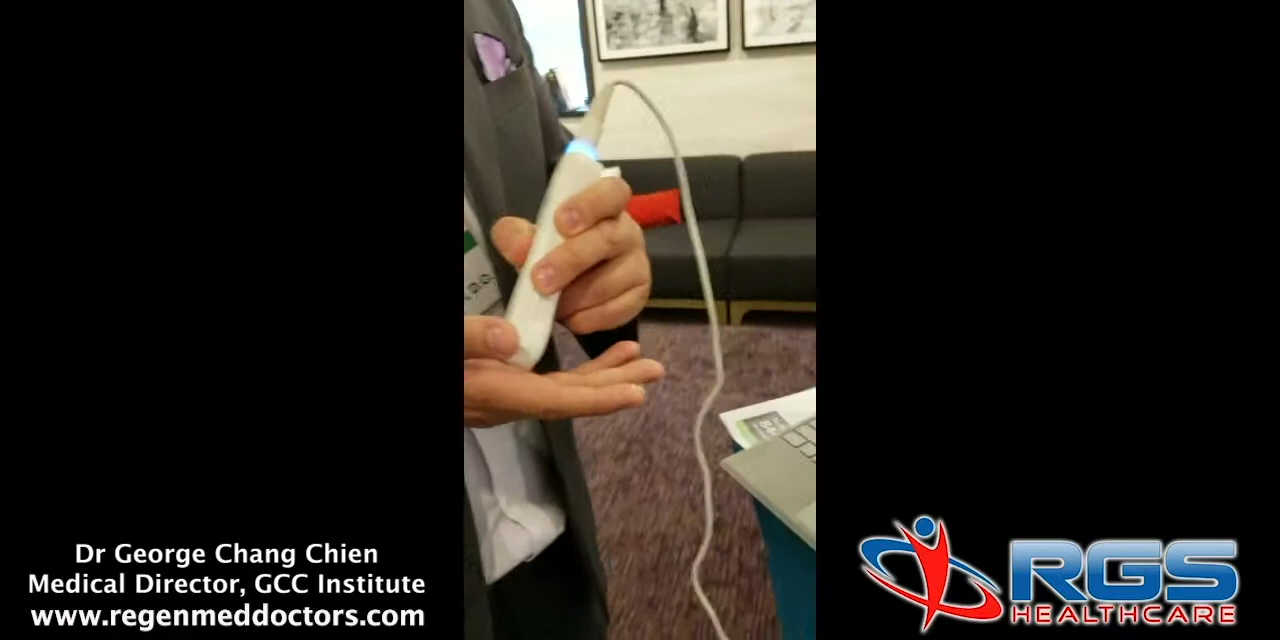 Dr George Chang Chien
Medical Director, GCC Institute
www.regenmeddoctors.com
RGS
HEALTHCARE